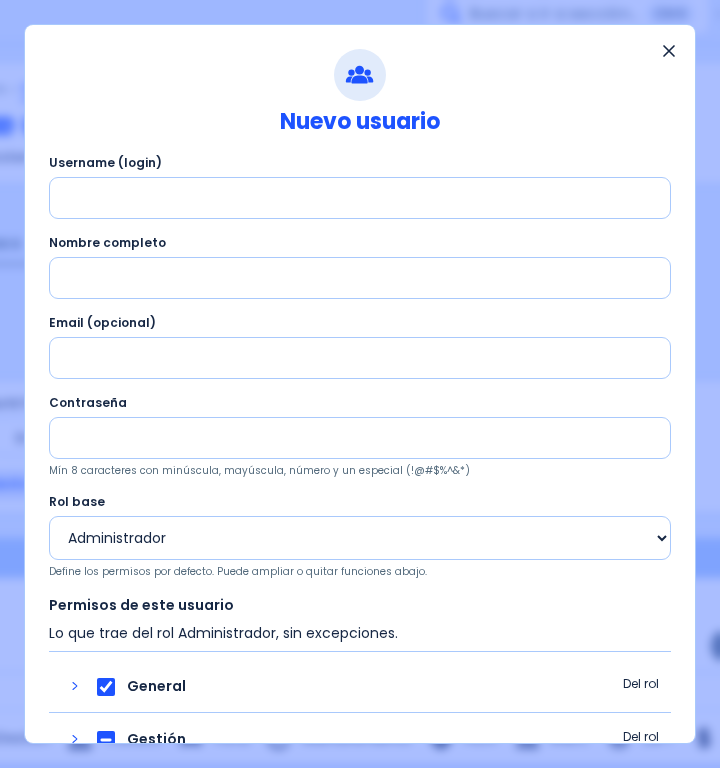 Nuevo usuario
Username (login)
Nombre completo
Email (opcional)
Contraseña
Mín 8 caracteres con minúscula, mayúscula, número y un especial (!@#$%^&*)
Rol base
Administrador
Define los permisos por defecto. Puede ampliar o quitar funciones abajo.
Permisos de este usuario
Lo que trae del rol Administrador, sin excepciones.
General
Del rol
Gestión
Del rol